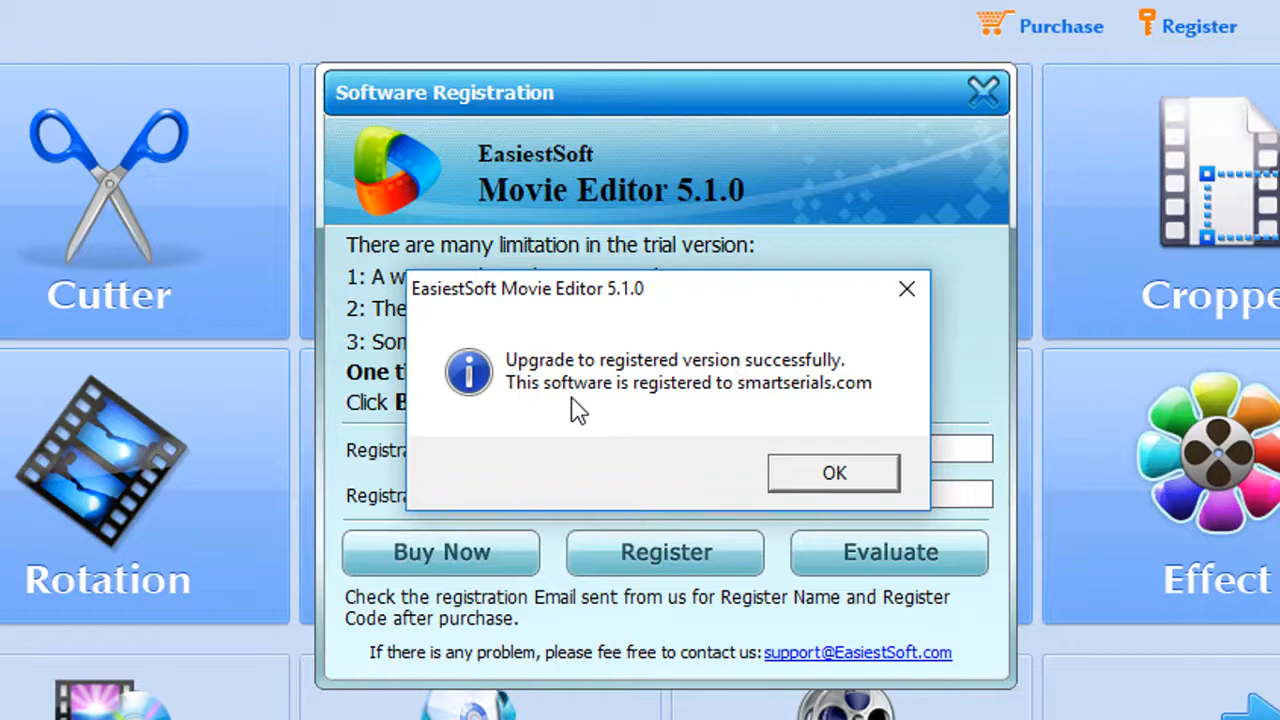 Purchase
Register
Software Registration
EasiestSoft
Movie Editor 5.1.0
There are many limitation in the trial version:
1: A w
2: The
3: Som
One t
Click B
EasiestSoft Movie Editor 5.1.0
Upgrade to registered version successfully.
This software is registered to smartserials.com
OK
Registra
Registra
Buy Now
Register
Evaluate
Check the registration Email sent from us for Register Name and Register
Code after purchase.
If there is any problem, please fee free to contact us: support@EasiestSoft.com
Cutter
Croppe
Rotation
Effect